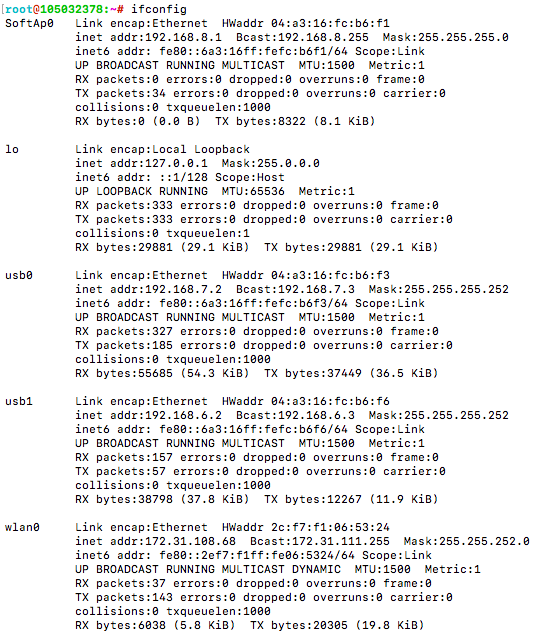 [root@105032378:~# ifconfig
SoftAp0   Link encap:Ethernet  HWaddr 04:a3:16:fc:b6:f1
          inet addr:192.168.8.1  Bcast:192.168.8.255  Mask:255.255.255.0
          inet6 addr: fe80::6a3:16ff:fefc:b6f1/64 Scope:Link
          UP BROADCAST RUNNING MULTICAST  MTU:1500  Metric:1
          RX packets:0 errors:0 dropped:0 overruns:0 frame:0
          TX packets:34 errors:0 dropped:0 overruns:0 carrier:0
          collisions:0 txqueuelen:1000
          RX bytes:0 (0.0 B)  TX bytes:8322 (8.1 KiB)

lo        Link encap:Local Loopback
          inet addr:127.0.0.1  Mask:255.0.0.0
          inet6 addr: ::1/128 Scope:Host
          UP LOOPBACK RUNNING  MTU:65536  Metric:1
          RX packets:333 errors:0 dropped:0 overruns:0 frame:0
          TX packets:333 errors:0 dropped:0 overruns:0 carrier:0
          collisions:0 txqueuelen:1
          RX bytes:29881 (29.1 KiB)  TX bytes:29881 (29.1 KiB)

usb0      Link encap:Ethernet  HWaddr 04:a3:16:fc:b6:f3
          inet addr:192.168.7.2  Bcast:192.168.7.3  Mask:255.255.255.252
          inet6 addr: fe80::6a3:16ff:fefc:b6f3/64 Scope:Link
          UP BROADCAST RUNNING MULTICAST  MTU:1500  Metric:1
          RX packets:327 errors:0 dropped:0 overruns:0 frame:0
          TX packets:185 errors:0 dropped:0 overruns:0 carrier:0
          collisions:0 txqueuelen:1000
          RX bytes:55685 (54.3 KiB)  TX bytes:37449 (36.5 KiB)

usb1      Link encap:Ethernet  HWaddr 04:a3:16:fc:b6:f6
          inet addr:192.168.6.2  Bcast:192.168.6.3  Mask:255.255.255.252
          inet6 addr: fe80::6a3:16ff:fefc:b6f6/64 Scope:Link
          UP BROADCAST RUNNING MULTICAST  MTU:1500  Metric:1
          RX packets:157 errors:0 dropped:0 overruns:0 frame:0
          TX packets:57 errors:0 dropped:0 overruns:0 carrier:0
          collisions:0 txqueuelen:1000
          RX bytes:38798 (37.8 KiB)  TX bytes:12267 (11.9 KiB)

wlan0     Link encap:Ethernet  HWaddr 2c:f7:f1:06:53:24
          inet addr:172.31.108.68  Bcast:172.31.111.255  Mask:255.255.252.0
          inet6 addr: fe80::2ef7:f1ff:fe06:5324/64 Scope:Link
          UP BROADCAST RUNNING MULTICAST DYNAMIC  MTU:1500  Metric:1
          RX packets:37 errors:0 dropped:0 overruns:0 frame:0
          TX packets:143 errors:0 dropped:0 overruns:0 carrier:0
          collisions:0 txqueuelen:1000
          RX bytes:6038 (5.8 KiB)  TX bytes:20305 (19.8 KiB)